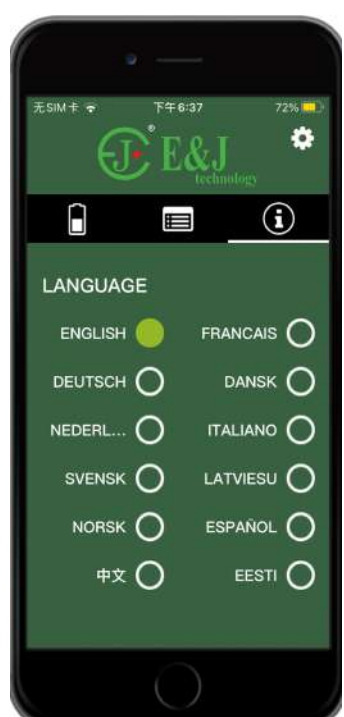 无SIM卡 下午6:37 72%
EJ ® E&J
technology
LANGUAGE
ENGLISH FRANCAIS
DEUTSCH DANSK
NEDERL... ITALIANO
SVENSK LATVIESU
NORSK ESPAÑOL
中文 EESTI